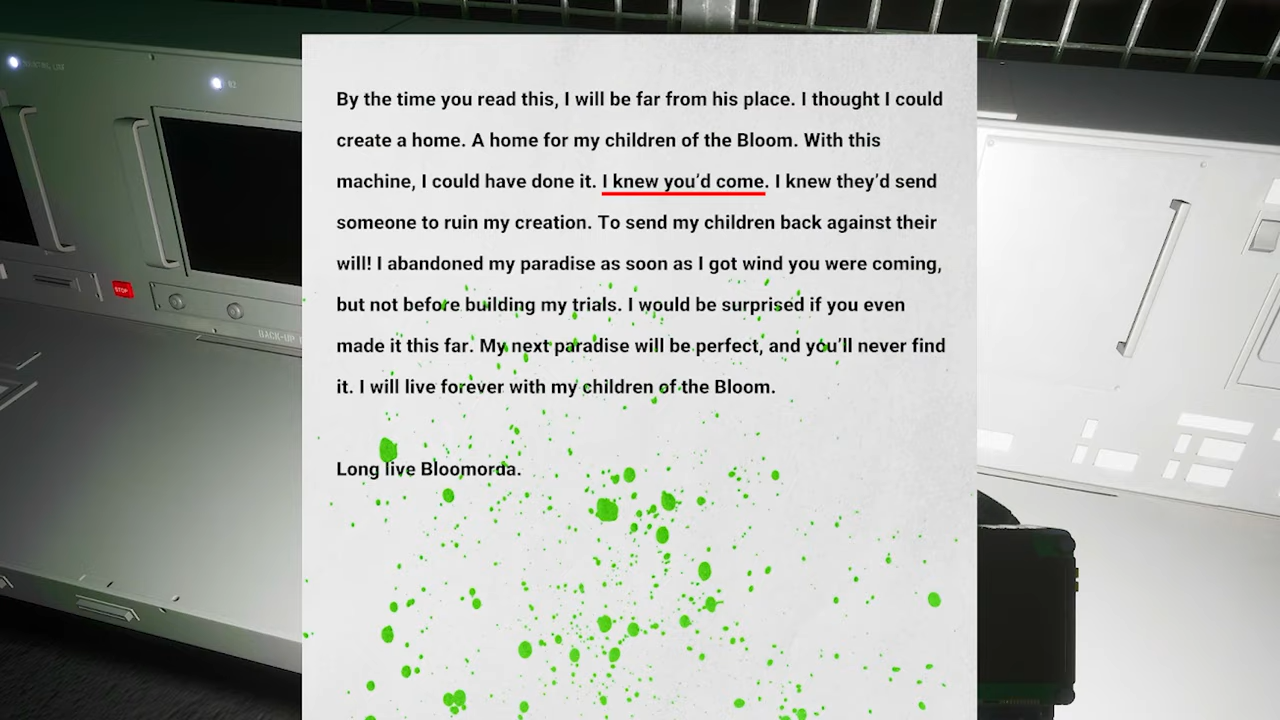 By the time you read this, I will be far from his place. I thought I could
create a home. A home for my children of the Bloom. With this
machine, I could have done it. I knew you'd come. I knew they'd send
someone to ruin my creation. To send my children back against their
will! I abandoned my paradise as soon as I got wind you were coming,
but not before building my trials. I would be surprised if you even
made it this far. My next paradise will be perfect, and you'll never find
it. I will live forever with my children of the Bloom.
Long live Bloomorda.
STOP
BACK-UP